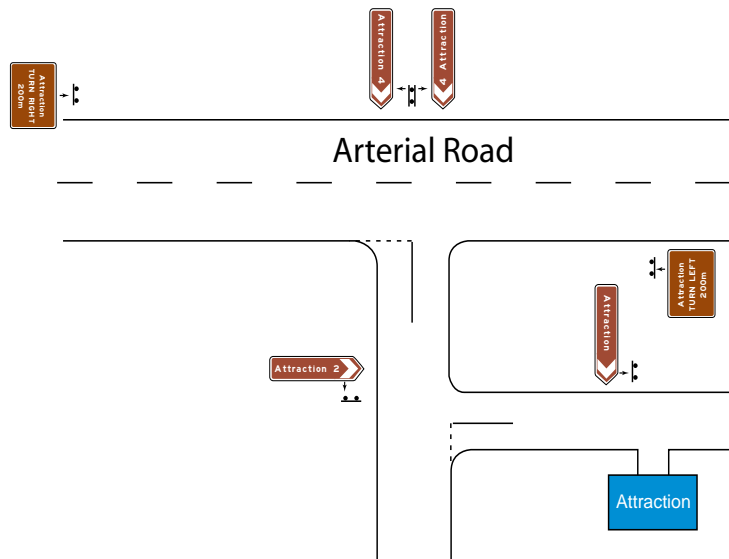 Attraction 4
4 Attraction
Attraction
TURN RIGHT
200m
Arterial Road
Attraction
TURN LEFT
200m
Attraction
Attraction 2
Attraction